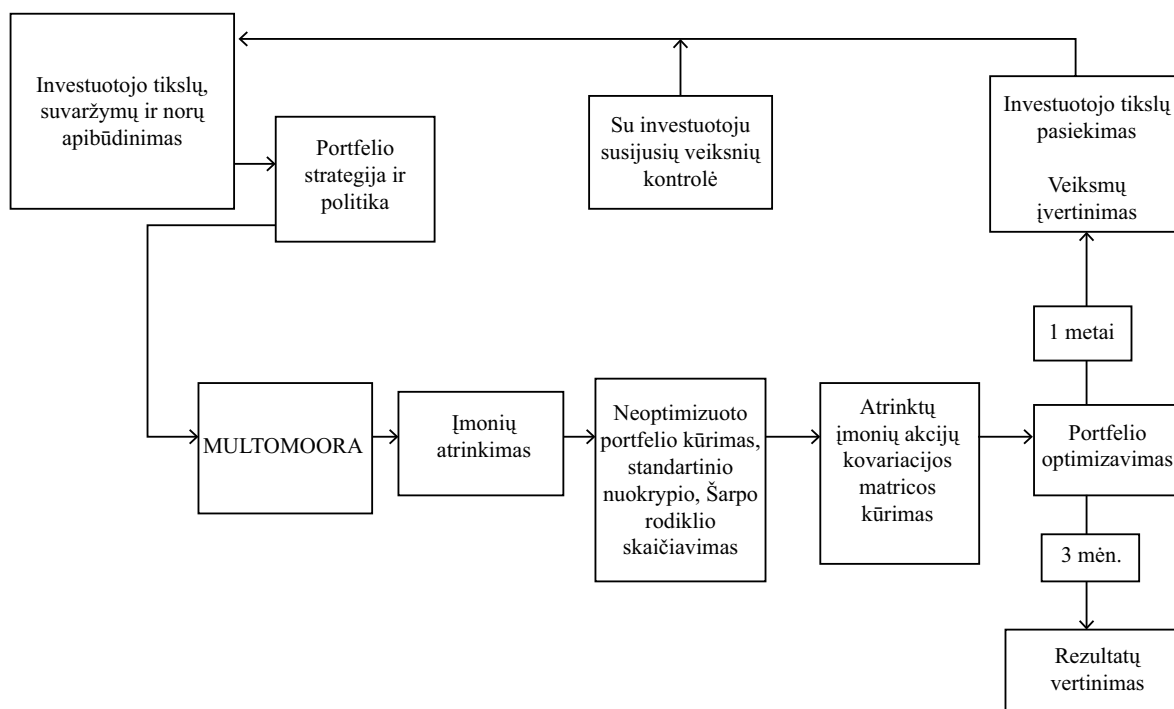 Investuotojo tikslų,
suvaržymų ir norų
apibūdinimas
Portfelio
strategija ir
politika
Su investuotoju
susijusių veiksnių
kontrolė
Investuotojo tikslų
pasiekimas
Veiksmų
įvertinimas
1 metai
MULTOMOORA
Įmonių
atrinkimas
Neoptimizuoto
portfelio kūrimas,
standartinio
nuokrypio, Šarpo
rodiklio
skaičiavimas
Atrinktų
įmonių akcijų
kovariacijos
matricos
kūrimas
Portfelio
optimizavimas
3 mėn.
Rezultatų
vertinimas